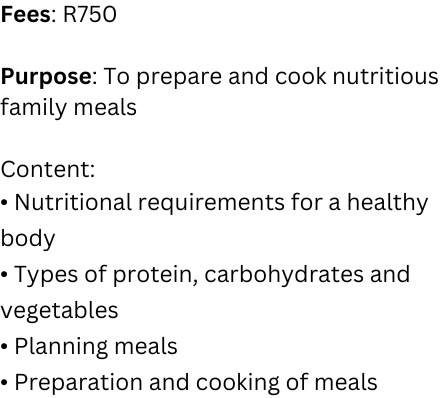 Fees: R750
Purpose: To prepare and cook nutritious
family meals
Content:
• Nutritional requirements for a healthy
body
• Types of protein, carbohydrates and
vegetables
• Planning meals
• Preparation and cooking of meals